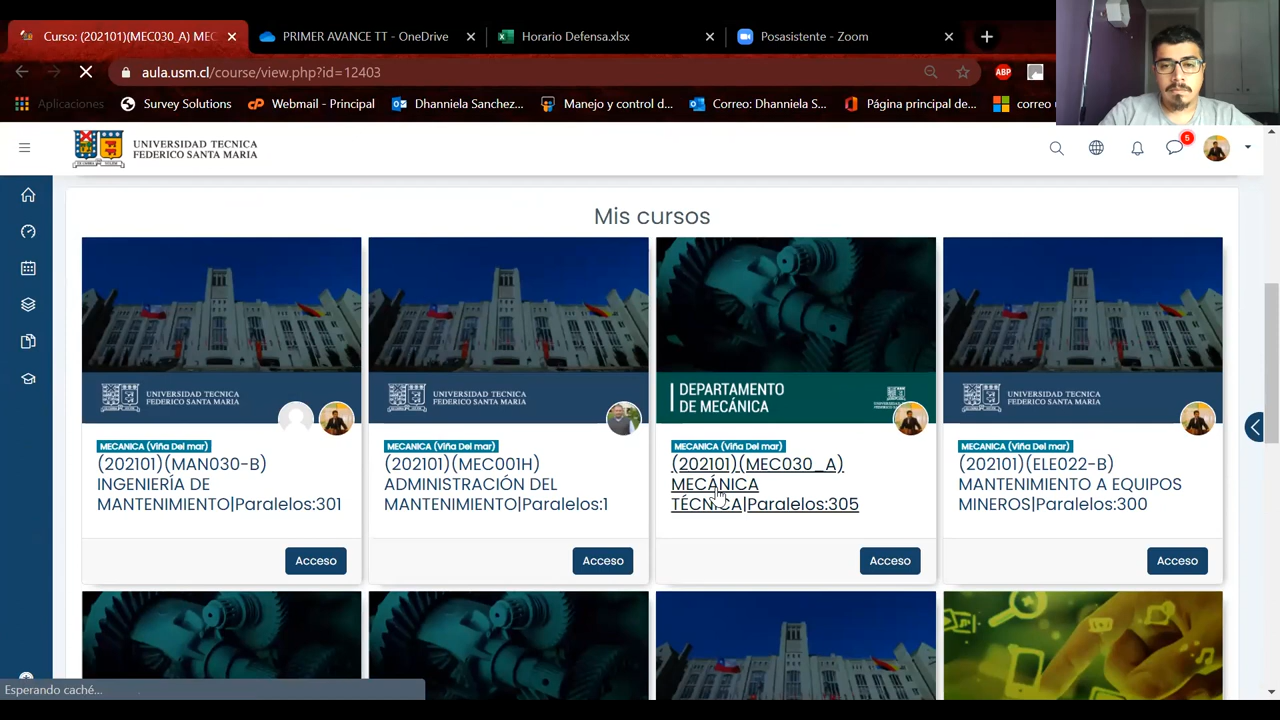 Curso: (202101)(MEC030_A) MEC
PRIMER AVANCE TT - OneDrive
Horario Defensa.xlsx
Posasistente - Zoom
aula.usm.cl/course/view.php?id=12403
ABP
Aplicaciones
Survey Solutions
Webmail - Principal
Dhanniela Sanchez...
Manejo y control d...
Correo: Dhanniela S...
Página principal de...
correo
UNIVERSIDAD TECNICA
FEDERICO SANTA MARIA
5
Mis cursos
UNIVERSIDAD TECNICA
FEDERICO SANTA MARIA
MECANICA (Viña Del mar)
(202101)(MAN030-B)
INGENIERÍA DE
MANTENIMIENTO|Paralelos:301
Acceso
UNIVERSIDAD TECNICA
FEDERICO SANTA MARIA
MECANICA (Viña Del mar)
(202101)(MEC001H)
ADMINISTRACIÓN DEL
MANTENIMIENTO|Paralelos:1
Acceso
DEPARTAMENTO
DE MECÁNICA
MECANICA (Viña Del mar)
(202101)(MEC030_A)
MECÁNICA
TÉCNICA|Paralelos:305
Acceso
UNIVERSIDAD TECNICA
FEDERICO SANTA MARIA
MECANICA (Viña Del mar)
(202101)(ELE022-B)
MANTENIMIENTO A EQUIPOS
MINEROS|Paralelos:300
Acceso
Esperando caché...